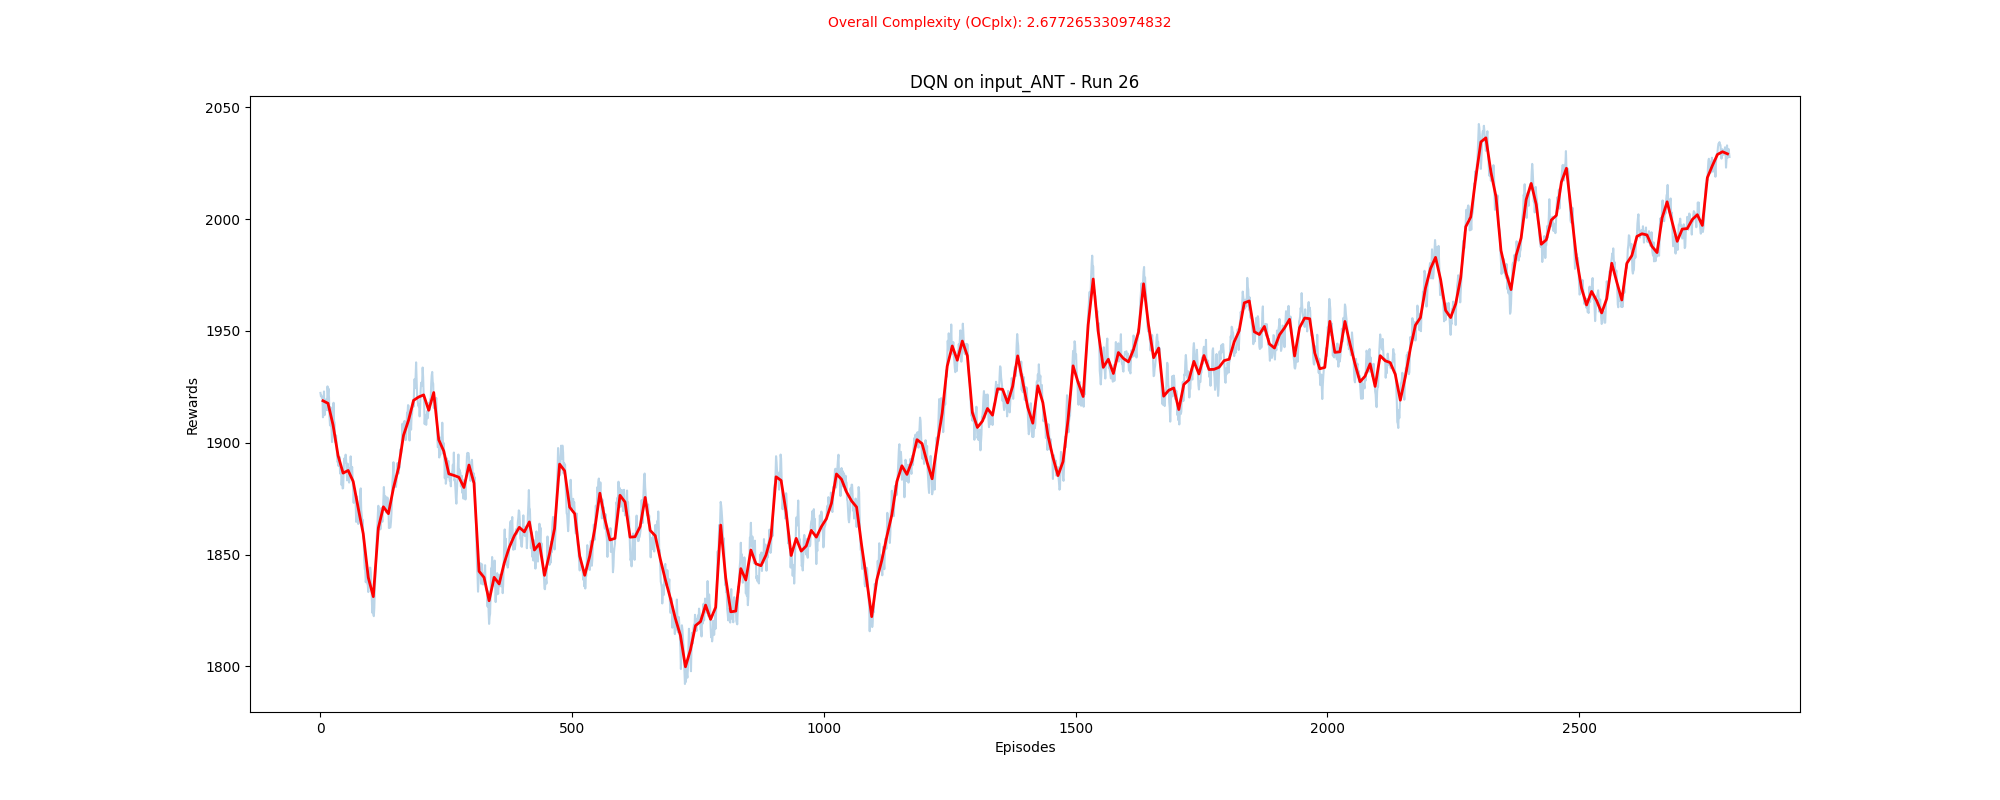 Overall Complexity (OCplx): 2.677265330974832
DQN on input_ANT - Run 26
2050
2000
1950
1900
1850
1800
Rewards
0 500 1000 1500 2000 2500
Episodes